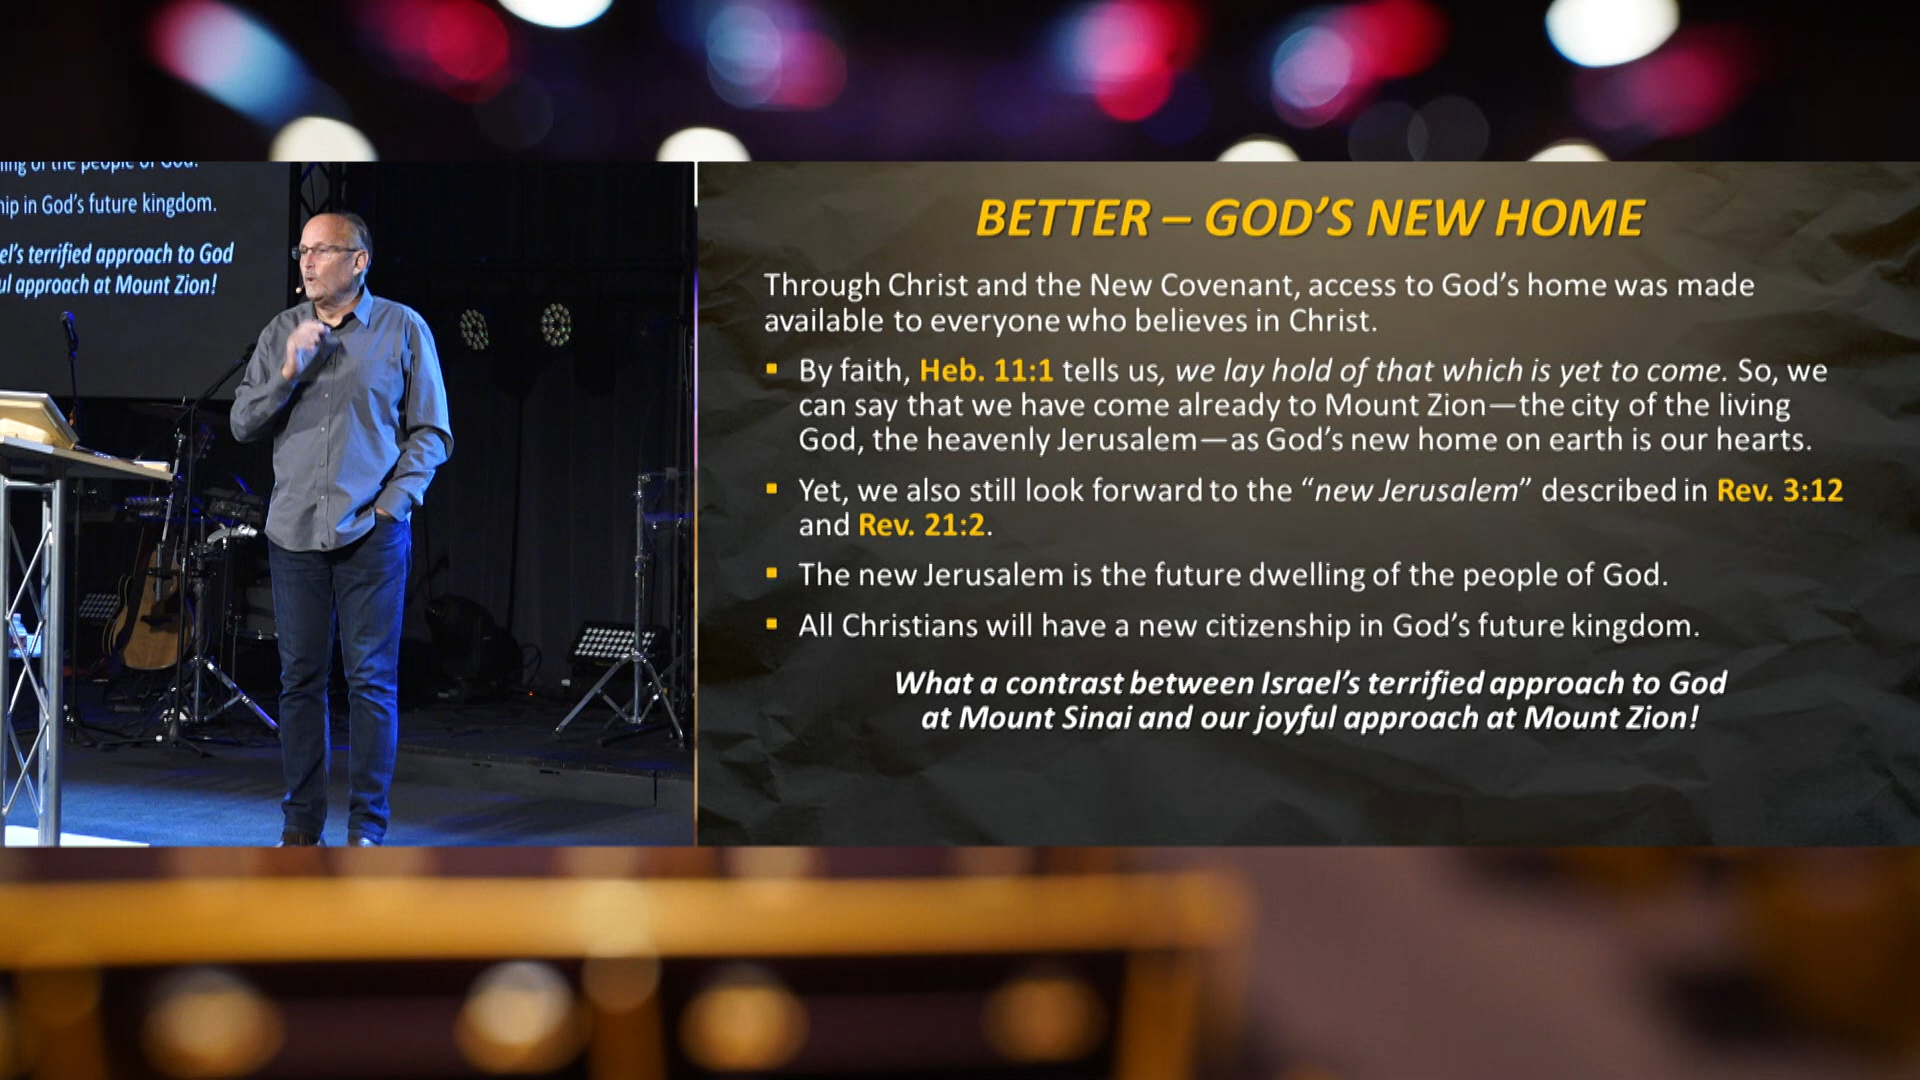 ning of the people of God.
hip in God's future kingdom.
el's terrified approach to God
ul approach at Mount Zion!
BETTER – GOD'S NEW HOME
Through Christ and the New Covenant, access to God's home was made
available to everyone who believes in Christ.
▪ By faith, Heb. 11:1 tells us, we lay hold of that which is yet to come. So, we
can say that we have come already to Mount Zion—the city of the living
God, the heavenly Jerusalem—as God's new home on earth is our hearts.
▪ Yet, we also still look forward to the “new Jerusalem” described in Rev. 3:12
and Rev. 21:2.
▪ The new Jerusalem is the future dwelling of the people of God.
▪ All Christians will have a new citizenship in God's future kingdom.
What a contrast between Israel's terrified approach to God
at Mount Sinai and our joyful approach at Mount Zion!